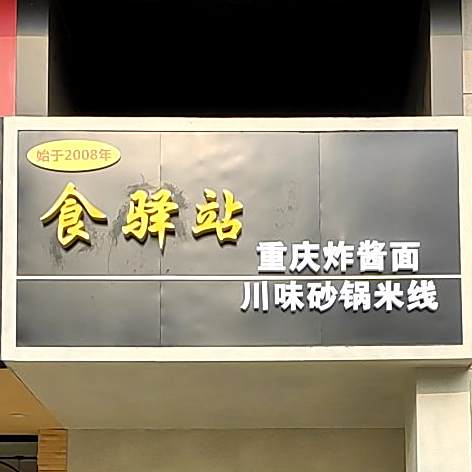 始于2008年
食驿站
重庆炸酱面
川味砂锅米线